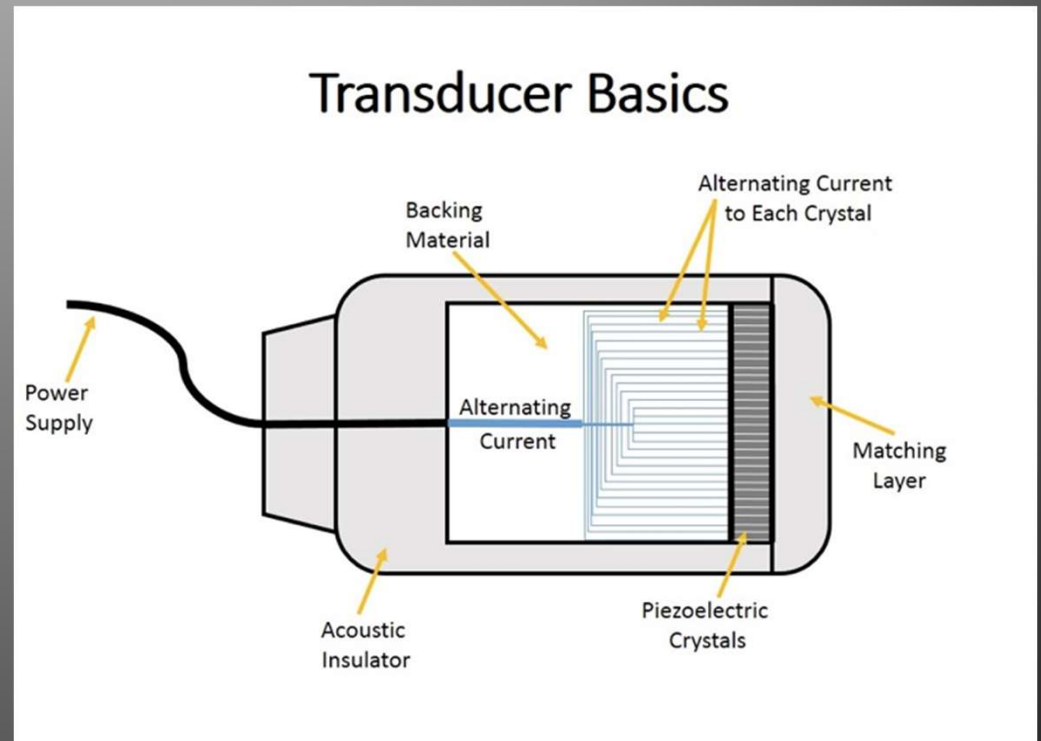 Transducer Basics
Alternating Current
to Each Crystal
Backing
Material
Power
Supply
Alternating
Current
Matching
Layer
Acoustic
Insulator
Piezoelectric
Crystals